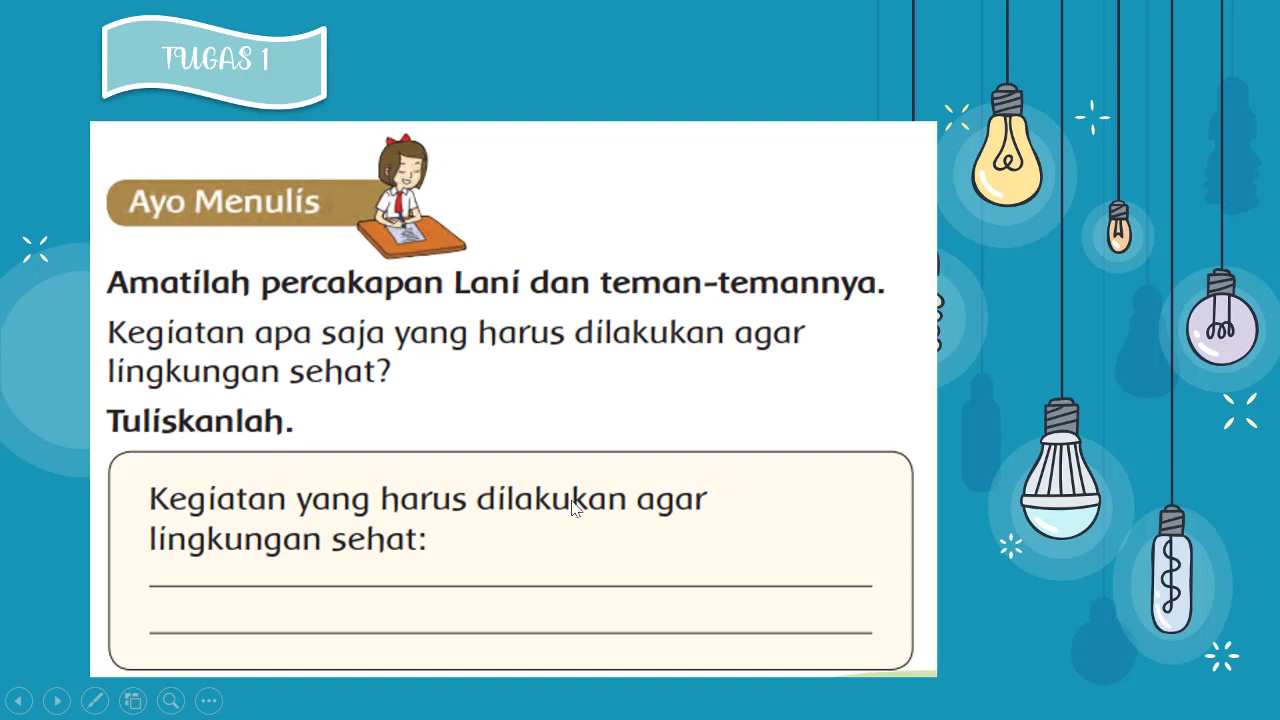 TUGAS 1
Ayo Menulis
Amatilah percakapan Lani dan teman-temannya.
Kegiatan apa saja yang harus dilakukan agar
lingkungan sehat?
Tuliskanlah.
Kegiatan yang harus dilakukan agar
lingkungan sehat: